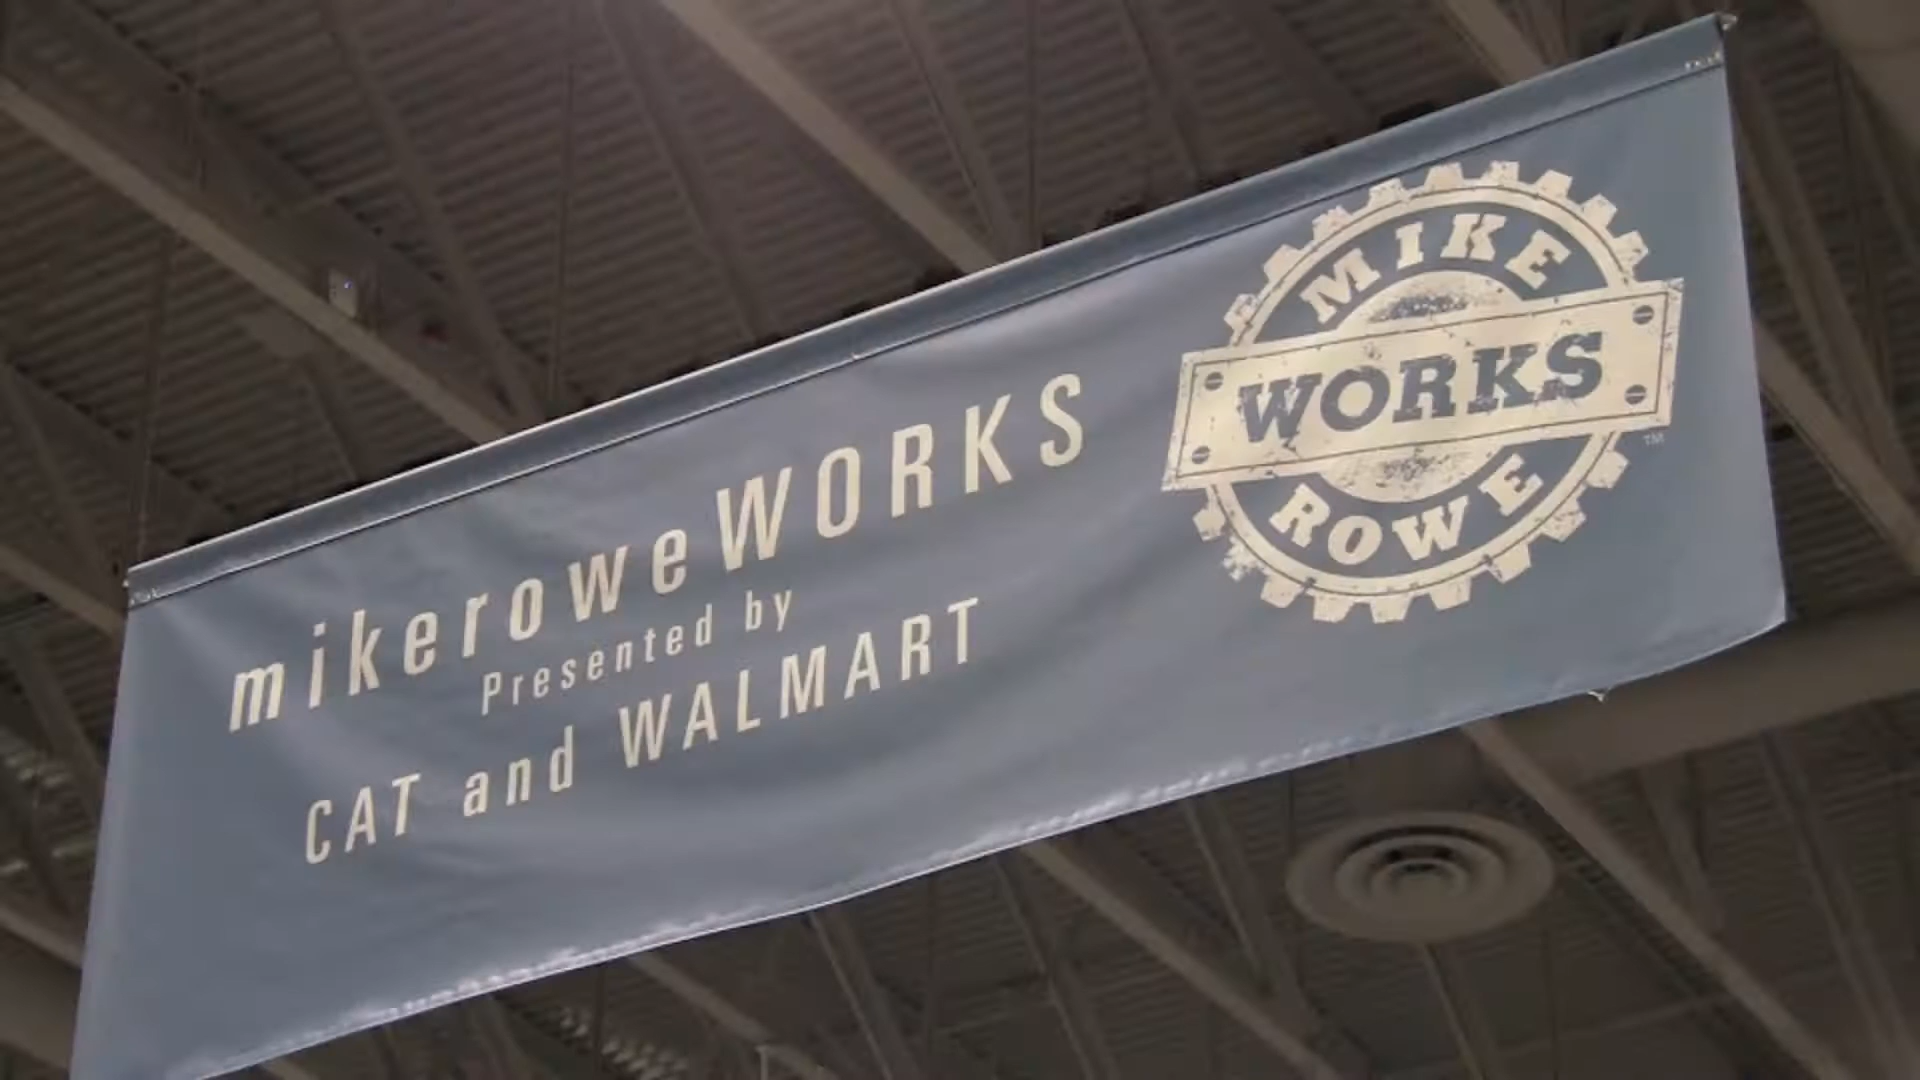 mikeroweWORKS
Presented by
CAT and WALMART
MIKE
WORKS
TM
ROWE